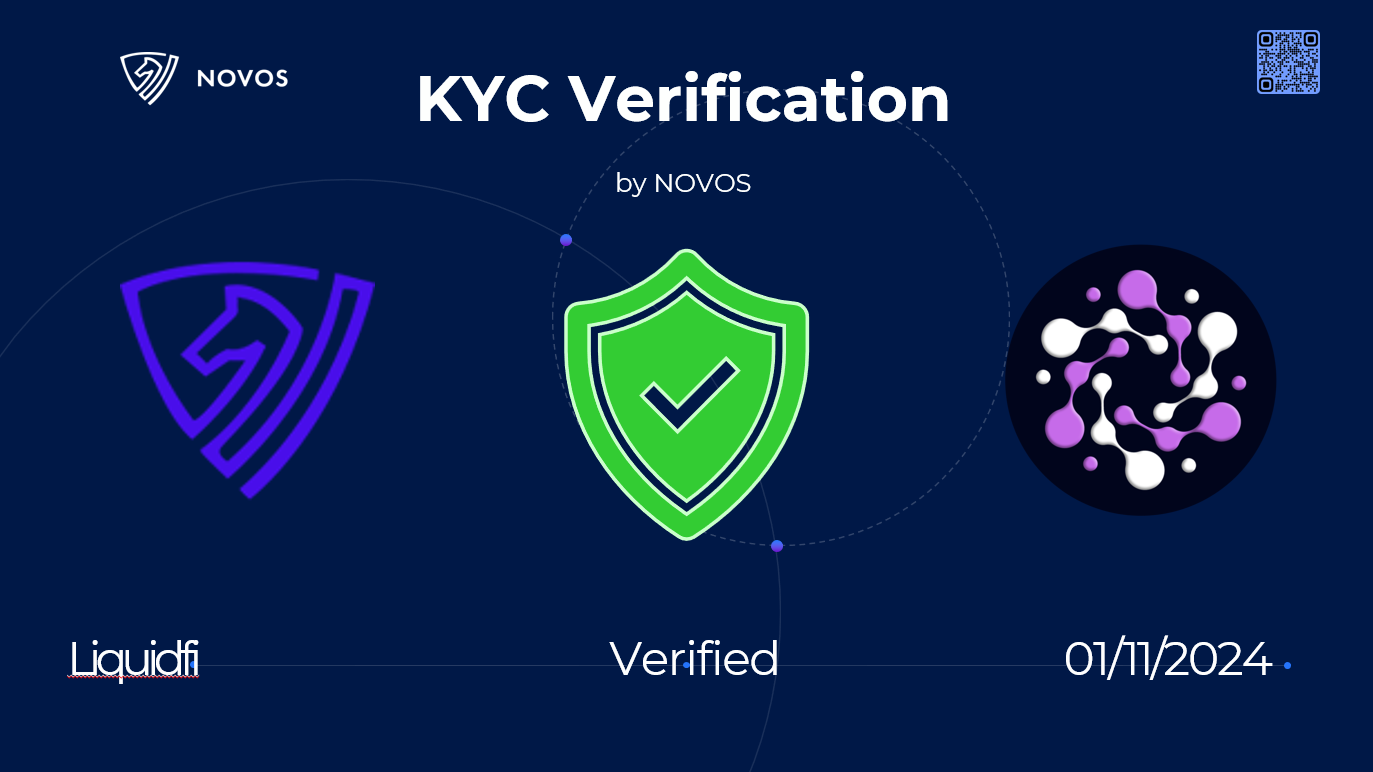 NOVOS
KYC Verification
by NOVOS
Liquidfi
Verified
01/11/2024